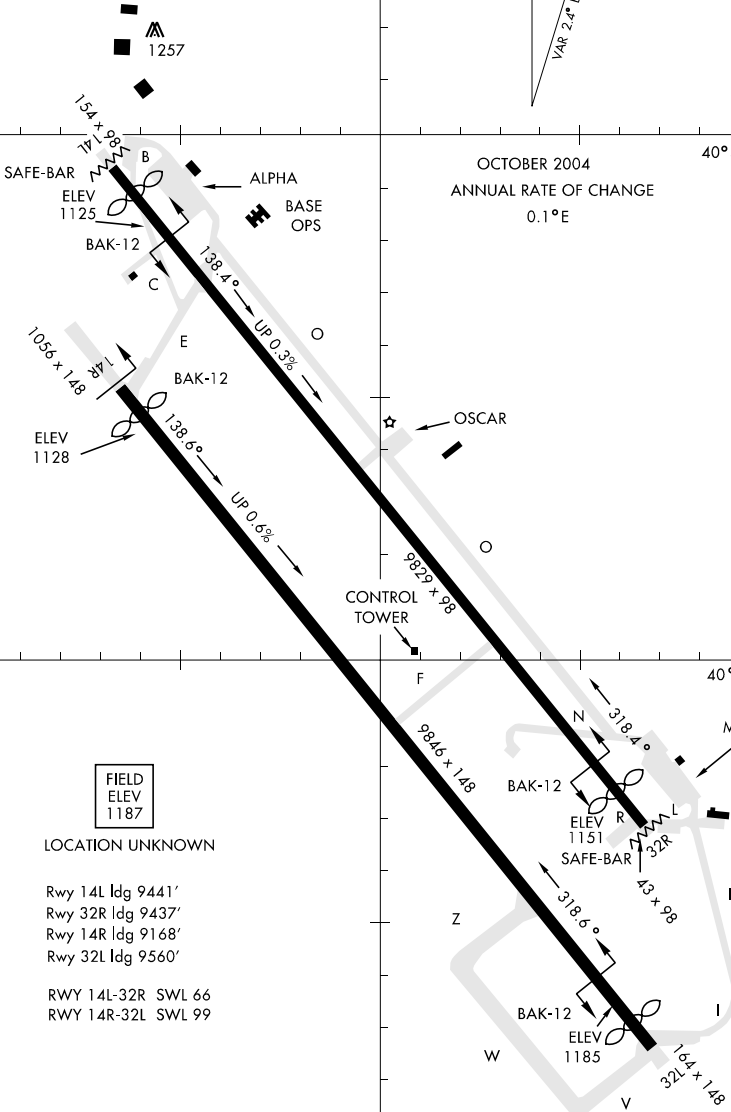 1257
VAR 2.4°
154 x 98
14L
40°
SAFE-BAR
B
OCTOBER 2004
ANNUAL RATE OF CHANGE
0.1°E
ALPHA
ELEV
1125
BASE
OPS
BAK-12
C
138.4°
UP 0.3%
1056 x 148
14R
E
BAK-12
OSCAR
ELEV
1128
138.6°
UP 0.6%
9829 x 98
CONTROL
TOWER
F
40°
N
318.4°
9846 x 148
BAK-12
FIELD
ELEV
1187
LOCATION UNKNOWN
ELEV
1151
R
L
32R
SAFE-BAR
43 x 98
Rwy 14L ldg 9441'
Rwy 32R ldg 9437'
Rwy 14R ldg 9168'
Rwy 32L ldg 9560'
RWY 14L-32R SWL 66
RWY 14R-32L SWL 99
318.6°
Z
BAK-12
I
ELEV
1185
W
164 x 148
32L
V